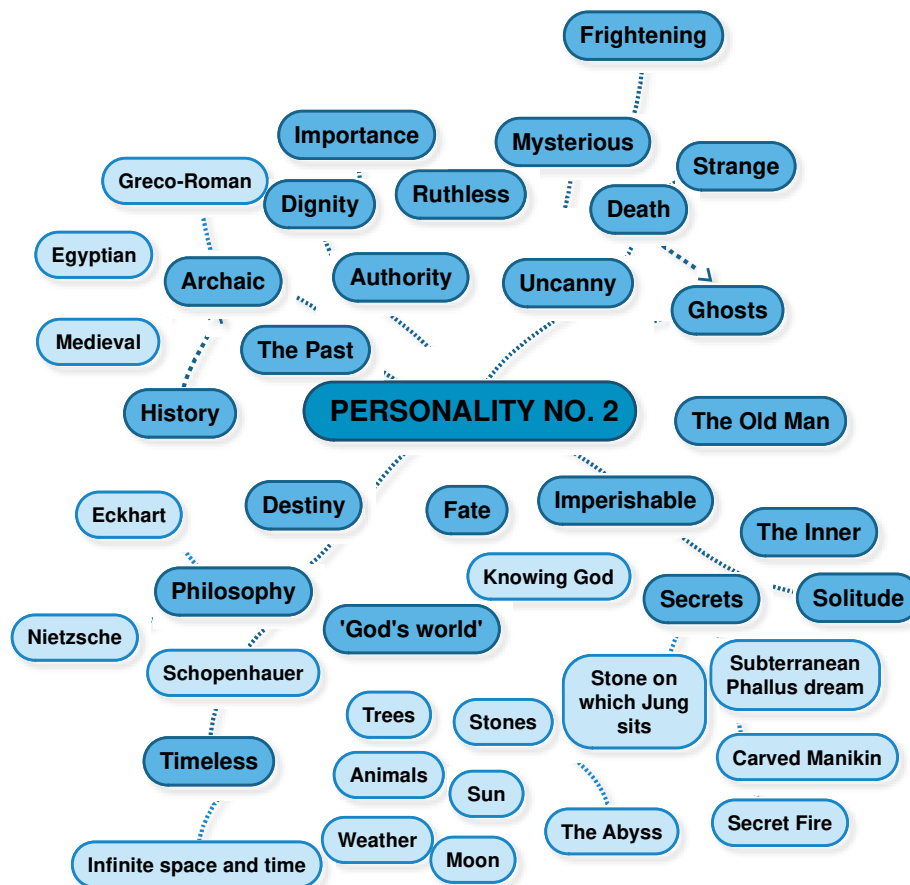 Frightening
Importance
Mysterious
Strange
Greco-Roman
Ruthless
Dignity
Death
Egyptian
Archaic
Authority
Uncanny
Ghosts
Medieval
The Past
History
PERSONALITY NO. 2
The Old Man
Destiny
Imperishable
Eckhart
Fate
The Inner
Knowing God
Philosophy
Secrets
Solitude
Nietzsche
'God's world'
Schopenhauer
Stone on
which Jung
sits
Subterranean
Phallus dream
Trees
Stones
Timeless
Carved Manikin
Animals
Sun
Secret Fire
Weather
The Abyss
Moon
Infinite space and time